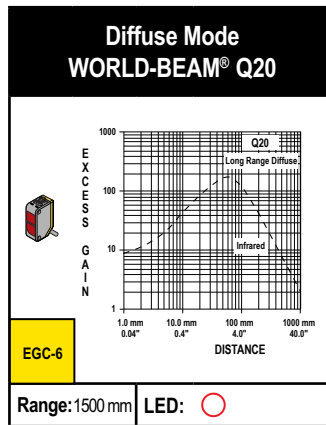 Diffuse Mode
WORLD-BEAM® Q20
EXCESS GAIN
1000
100
10
1
Q20
Long Range Diffuse
Infrared
1.0 mm 10.0 mm 100 mm 1000 mm
0.04" 0.4" 4.0" 40.0"
DISTANCE
EGC-6
Range: 1500 mm LED: